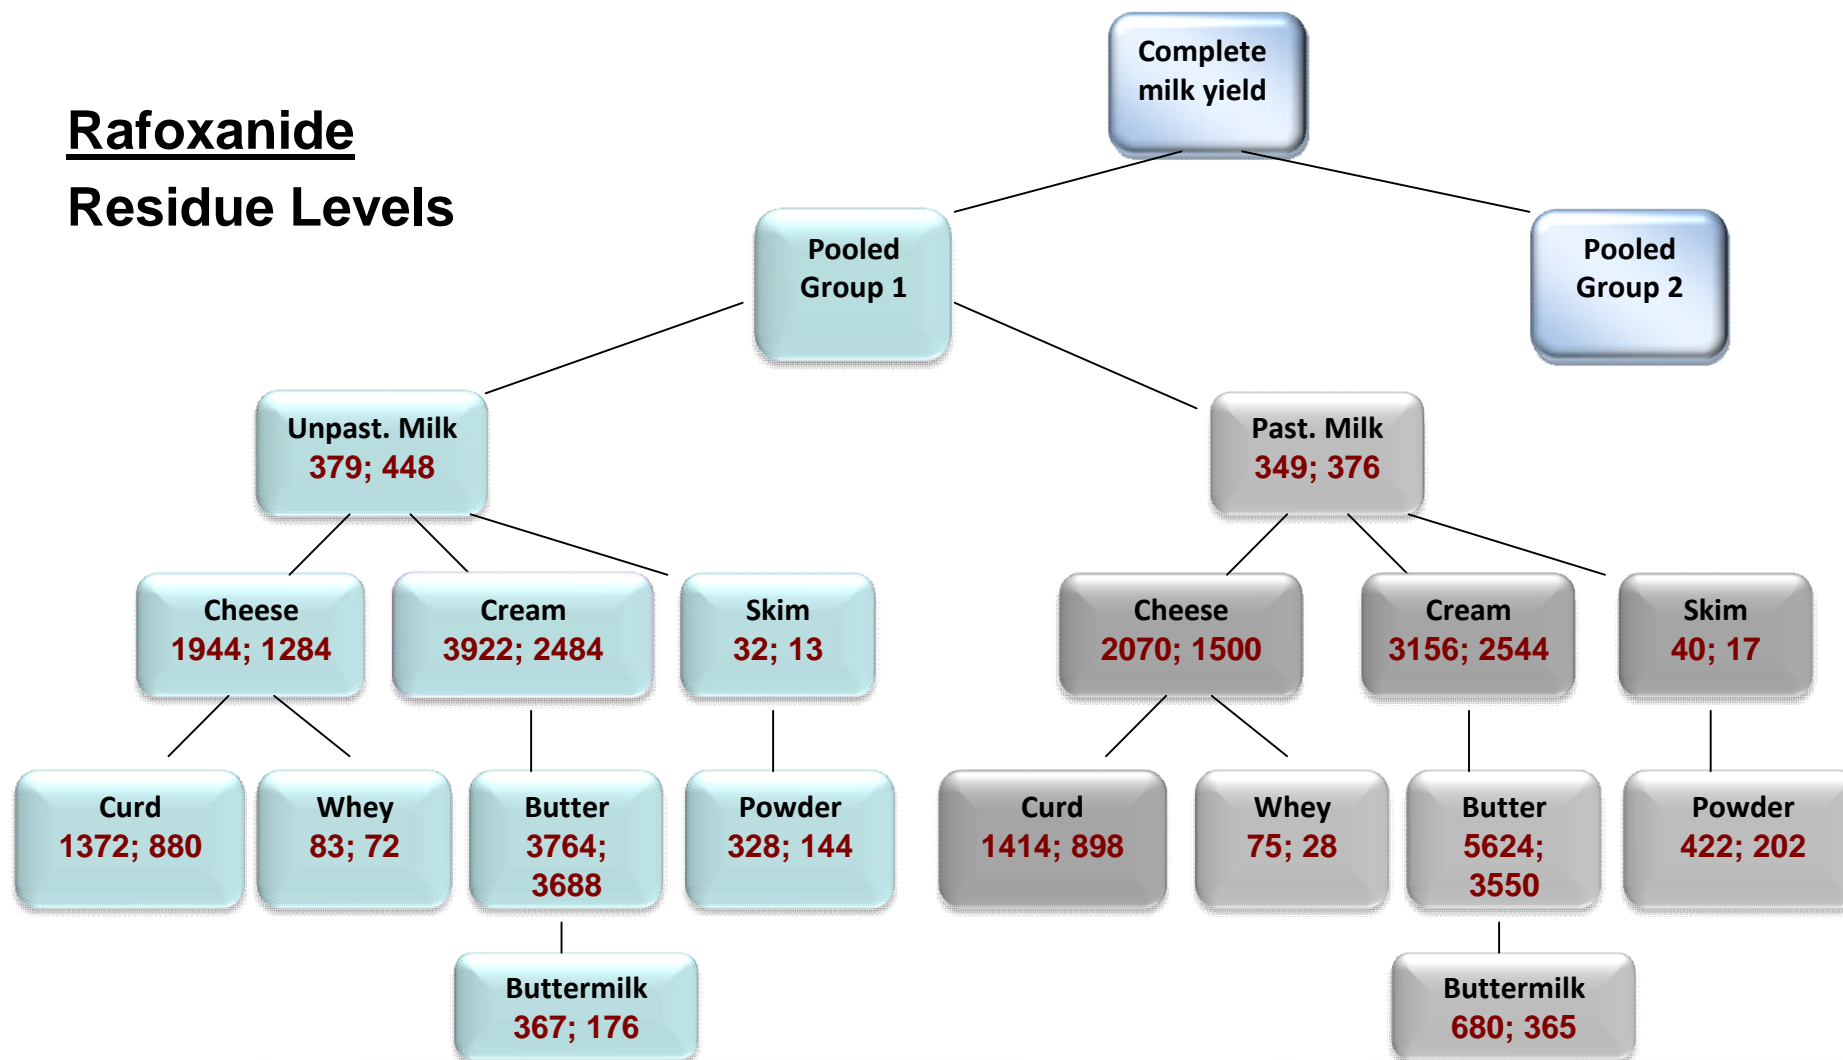 Complete
milk yield
Rafoxanide
Residue Levels
Pooled
Group 1
Pooled
Group 2
Unpast. Milk
379; 448
Past. Milk
349; 376
Cheese
1944; 1284
Cream
3922; 2484
Skim
32; 13
Cheese
2070; 1500
Cream
3156; 2544
Skim
40; 17
Curd
1372; 880
Whey
83; 72
Butter
3764;
3688
Powder
328; 144
Curd
1414; 898
Whey
75; 28
Butter
5624;
3550
Powder
422; 202
Buttermilk
367; 176
Buttermilk
680; 365